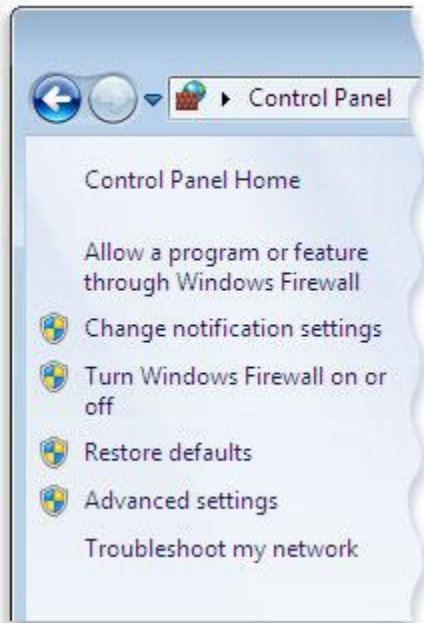 Control Panel
Control Panel Home
Allow a program or feature
through Windows Firewall
Change notification settings
Turn Windows Firewall on or
off
Restore defaults
Advanced settings
Troubleshoot my network